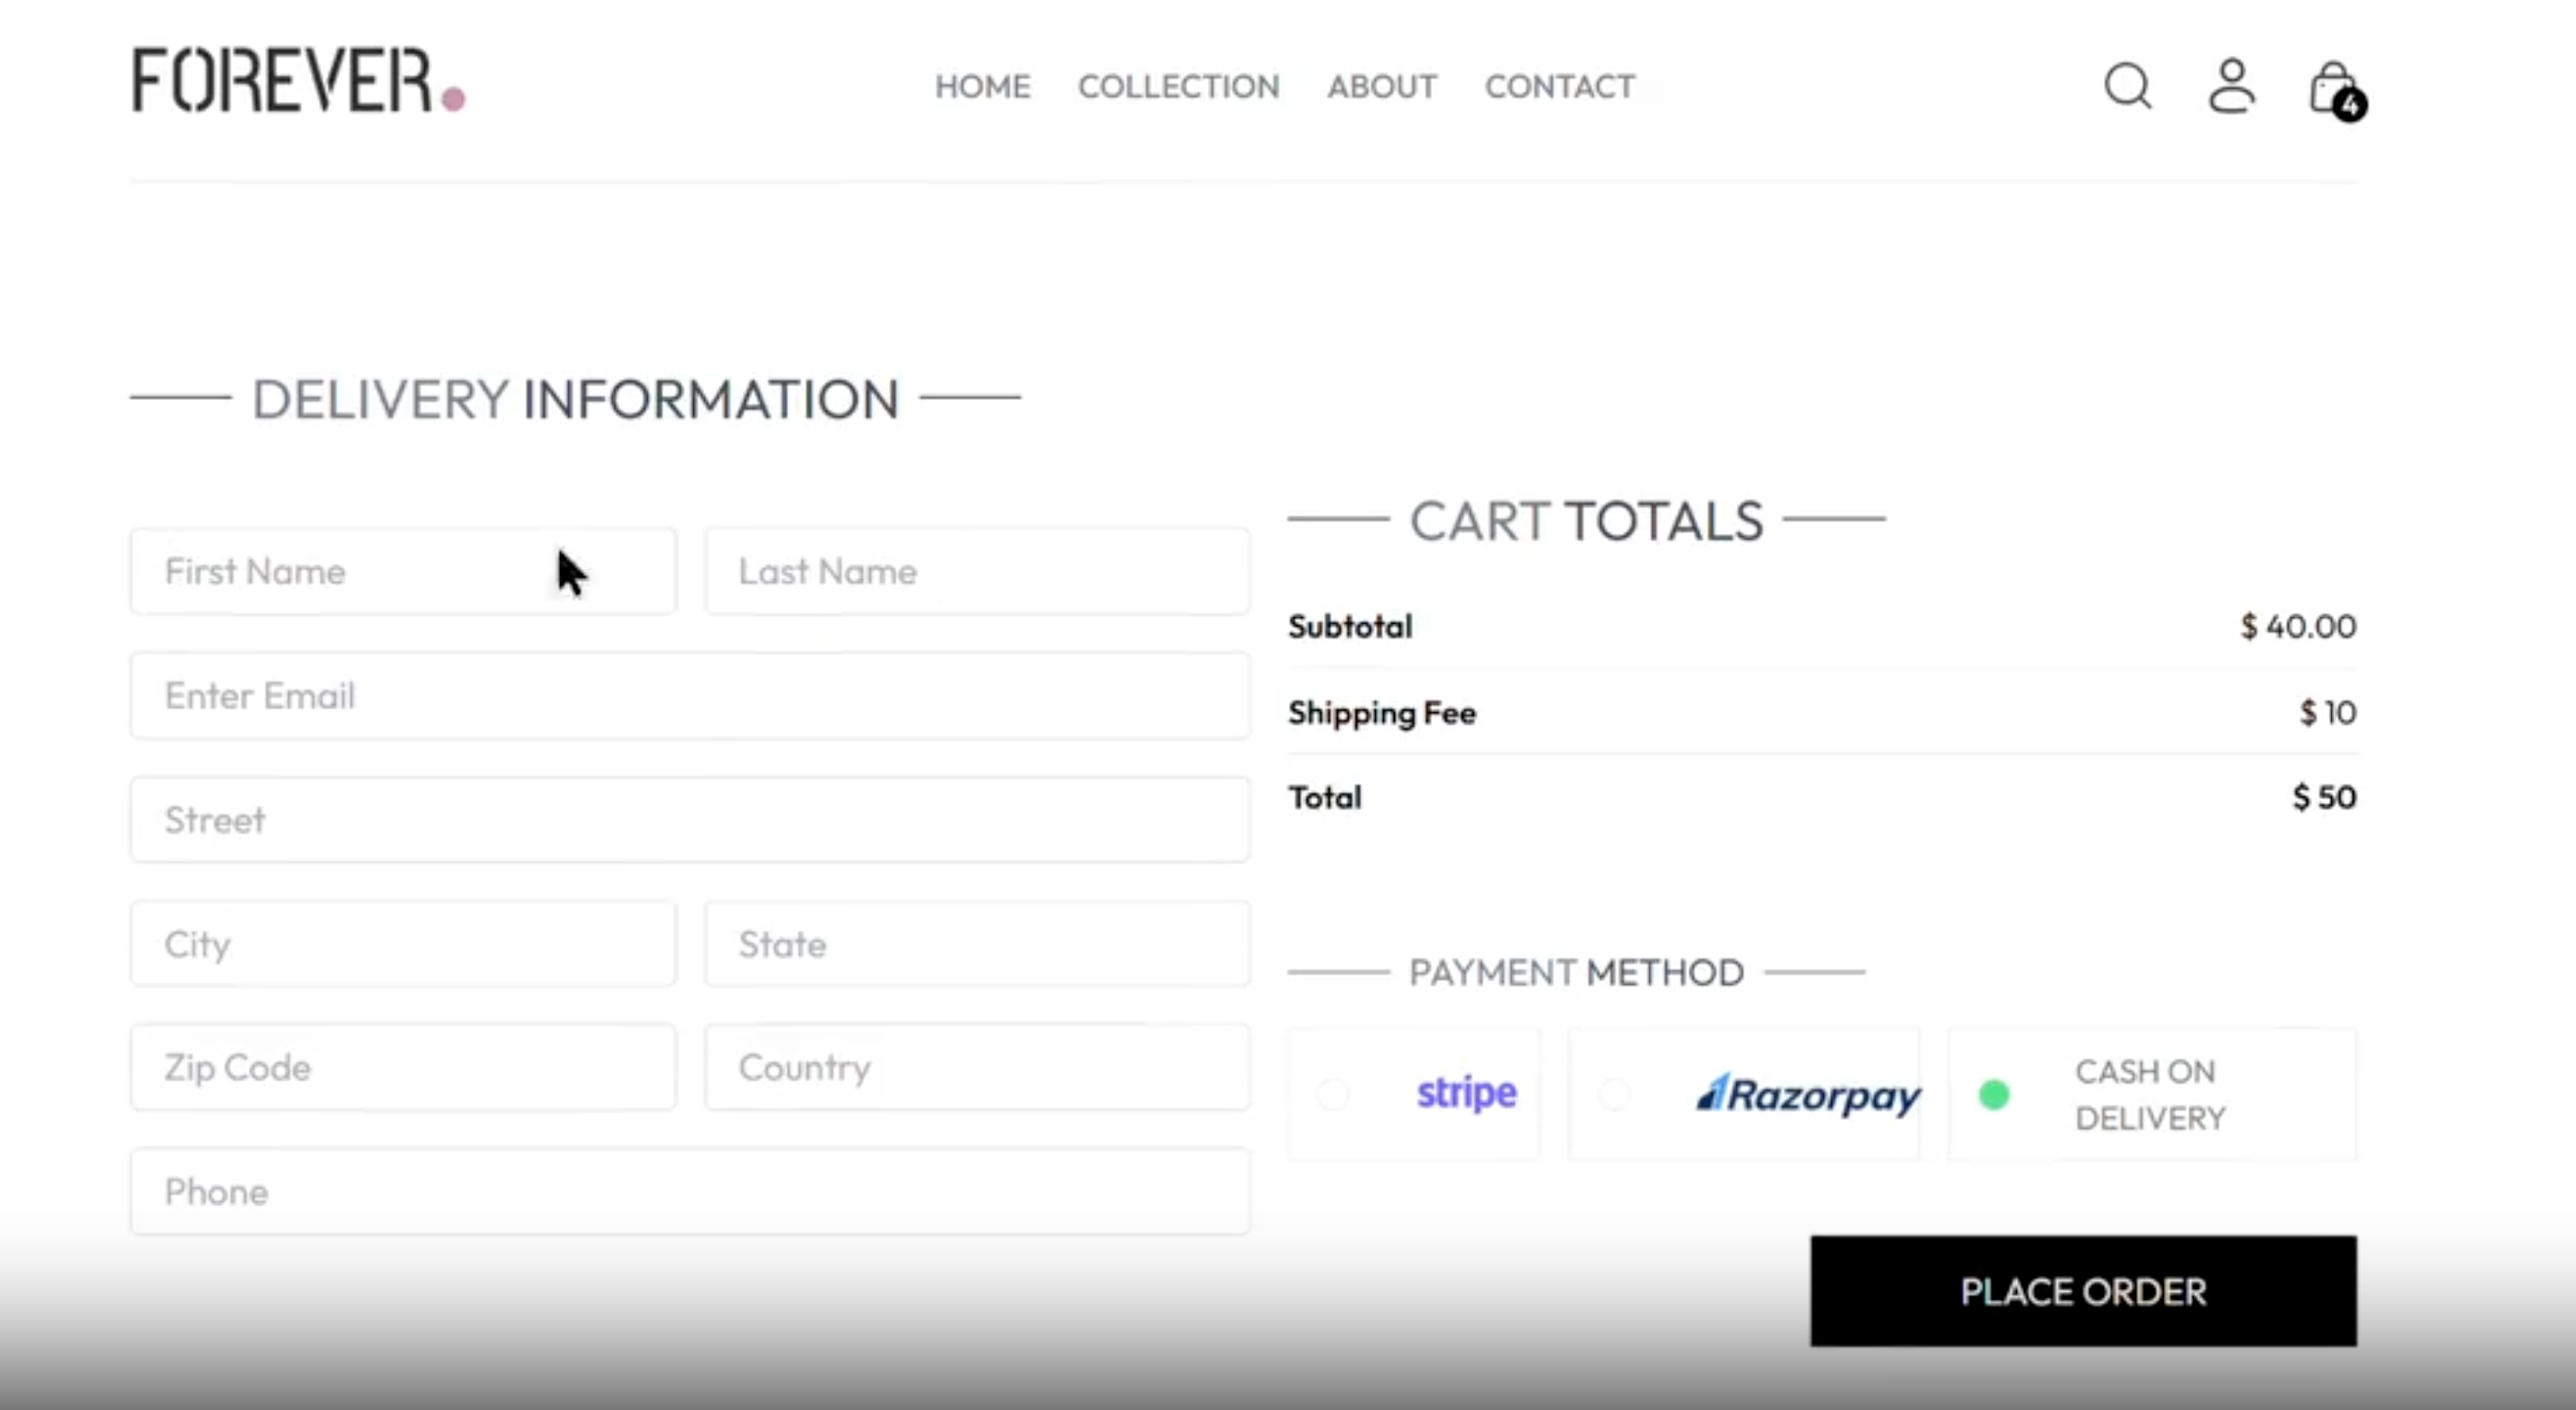 FOREVER.
HOME COLLECTION ABOUT CONTACT
4
DELIVERY INFORMATION
First Name Last Name
Enter Email
Street
City State
Zip Code Country
Phone
CART TOTALS
Subtotal $ 40.00
Shipping Fee $ 10
Total $ 50
PAYMENT METHOD
stripe Razorpay CASH ON
DELIVERY
PLACE ORDER